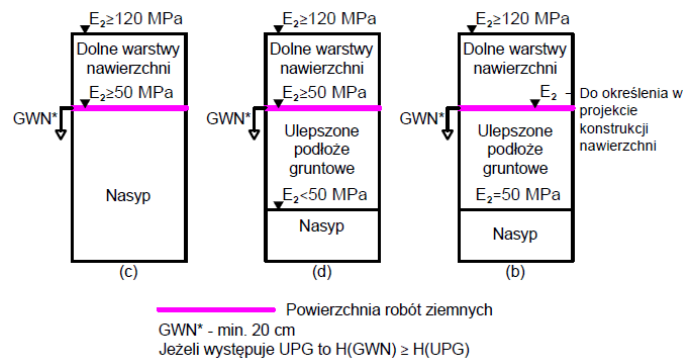 E₂≥120 MPa
Dolne warstwy
nawierzchni
E₂≥50 MPa
GWN*
Nasyp
(c)
E₂≥120 MPa
Dolne warstwy
nawierzchni
E₂≥50 MPa
GWN*
Ulepszone
podłoże
gruntowe
E₂<50 MPa
Nasyp
(d)
E₂≥120 MPa
Dolne warstwy
nawierzchni
E₂ - Do określenia w
projekcie
konstrukcji
nawierzchni
GWN*
Ulepszone
podłoże
gruntowe
E₂=50 MPa
Nasyp
(b)
Powierzchnia robót ziemnych
GWN* - min. 20 cm
Jeżeli występuje UPG to H(GWN) ≥ H(UPG)